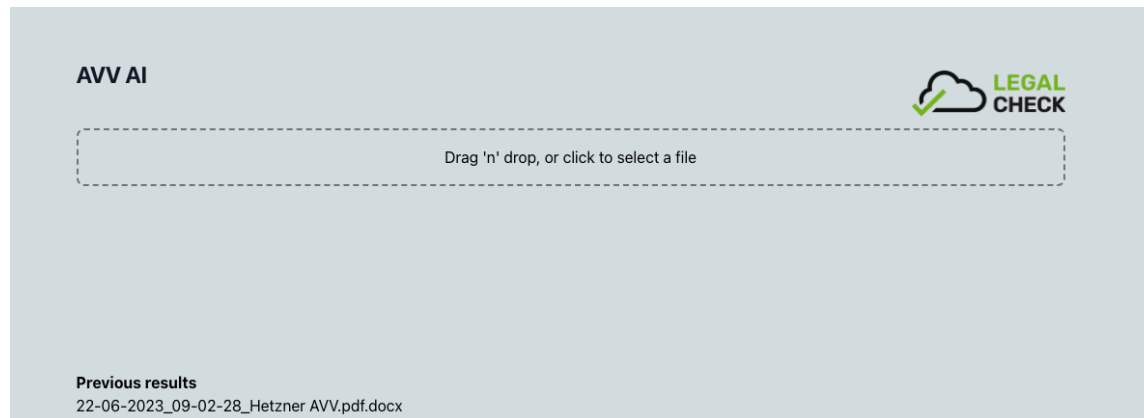 AVV AI
LEGAL
CHECK
Drag 'n' drop, or click to select a file
Previous results
22-06-2023_09-02-28_Hetzner AVV.pdf.docx